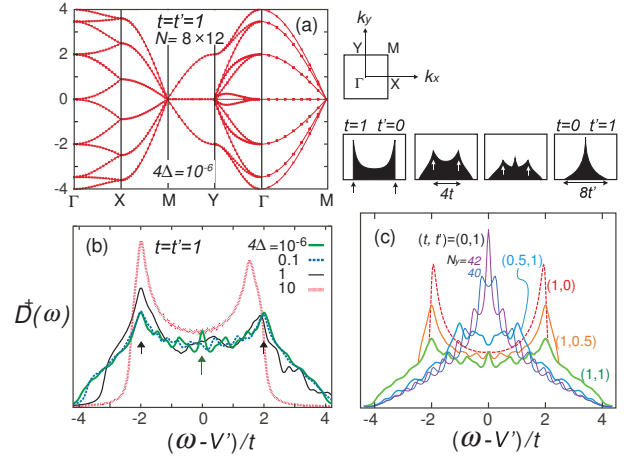 4
2
0
-2
-4
t=t'=1
N= 8×12
(a)
4Δ=10⁻⁶
Γ X M Y Γ M
k_y
Y M
Γ X k_x
t=1 t'=0
4t
t=0 t'=1
8t'
(b)
t=t'=1
4Δ=10⁻⁶
0.1
1
10
D⁺(ω)
-4 -2 0 2 4
(ω-V')/t
(c)
(t, t')=(0,1)
N_y=42
40
(0.5,1)
(1,0)
(1,0.5)
(1,1)
-4 -2 0 2 4
(ω-V')/t